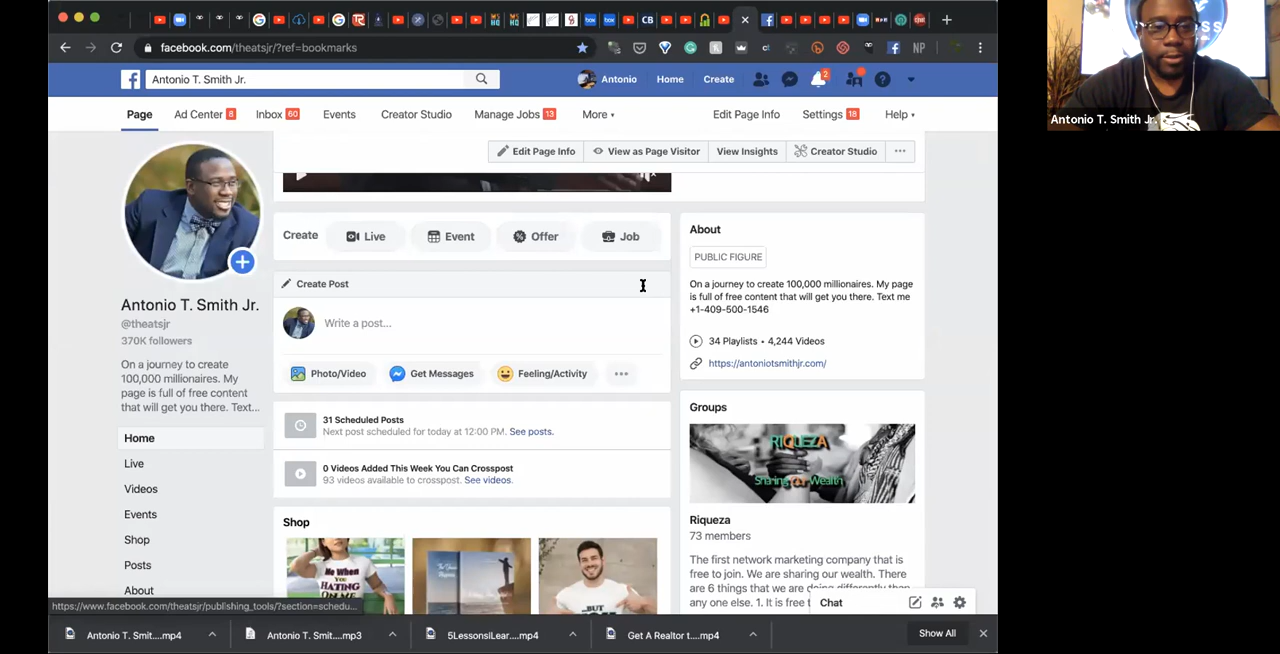 facebook.com/theatsjr/?ref=bookmarks
Antonio T. Smith Jr.
Antonio Home Create 2
Page Ad Center 8 Inbox 60 Events Creator Studio Manage Jobs 13 More Edit Page Info Settings 18 Help
Edit Page Info View as Page Visitor View Insights Creator Studio
Antonio T. Smith Jr.
@theatsjr
370K followers
On a journey to create
100,000 millionaires. My
page is full of free content
that will get you there. Text...
Home
Live
Videos
Events
Shop
Posts
About
Create Live Event Offer Job
Create Post
Write a post...
Photo/Video Get Messages Feeling/Activity
31 Scheduled Posts
Next post scheduled for today at 12:00 PM. See posts.
0 Videos Added This Week You Can Crosspost
93 videos available to crosspost. See videos.
Shop
About
PUBLIC FIGURE
On a journey to create 100,000 millionaires. My page
is full of free content that will get you there. Text me
+1-409-500-1546
34 Playlists • 4,244 Videos
https://antoniotsmithjr.com/
Groups
RIQUEZA
Sharing Our Wealth
Riqueza
73 members
The first network marketing company that is
free to join. We are sharing our wealth. There
are 6 things that we are doing differently than
any one else. 1. It is free t
Chat
https://www.facebook.com/theatsjr/publishing_tools/?section=schedu...
Antonio T. Smit....mp4 Antonio T. Smit....mp3 5LessonsILear....mp4 Get A Realtor t....mp4 Show All
Antonio T. Smith Jr.